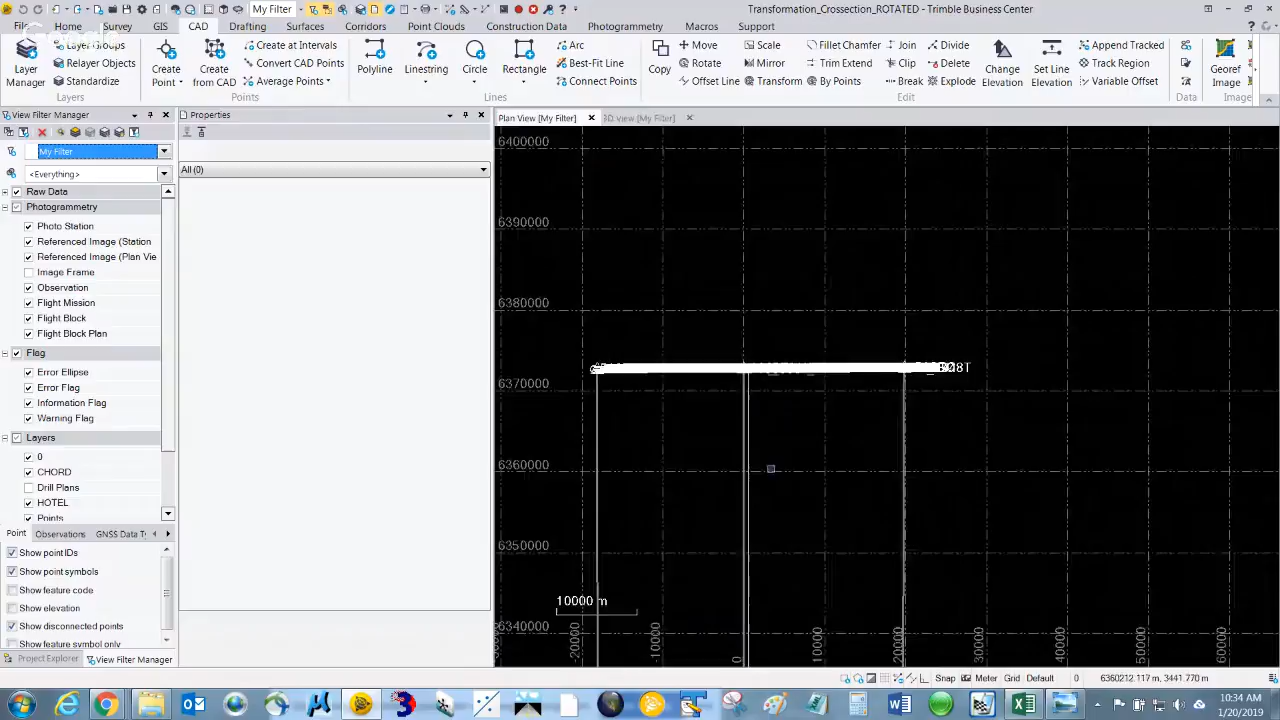 My Filter
Transformation_Crossection_ROTATED - Trimble Business Center
Survey
GIS
CAD
Drafting
Surfaces
Corridors
Point Clouds
Open Pits and Quarries
Photogrammetry
Macros
Support
Layer Manager
Layer Groups
Relayer Objects
Standardize
Layers
Create Point
Create from CAD
Create at Intervals
Convert CAD Points
Average Points
Points
Polyline
Linestring
Circle
Rectangle
Arc
Best-Fit Line
Connect Points
Lines
Copy
Move
Rotate
Offset Line
Scale
Mirror
Transform
Fillet Chamfer
Trim Extend
By Points
Join
Clip
Break
Divide
Delete
Explode
Change Elevation
Set Line Elevation
Append Tracked
Track Region
Variable Offset
Edit
Data
Georef Image
Image
View Filter Manager
Properties
My Filter
<Everything>
All (0)
Raw Data
Photogrammetry
Photo Station
Referenced Image (Station
Referenced Image (Plan Vie
Image Frame
Observation
Flight Mission
Flight Block
Flight Block Plan
Flag
Error Ellipse
Error Flag
Information Flag
Warning Flag
Layers
0
CHORD
Drill Plans
HOTEL
Points
Point
Observations
GNSS Data Ty
Show point IDs
Show point symbols
Show feature code
Show elevation
Show disconnected points
Show feature symbol only
Project Explorer
View Filter Manager
Plan View [My Filter]
3D View [My Filter]
6400000
6390000
6380000
6370000
6360000
6350000
6340000
10000 m
-20000
-10000
0
10000
20000
30000
40000
50000
60000
Snap
Meter
Grid
Default
0
6360212.117 m, 3441.770 m
10:34 AM
1/20/2019